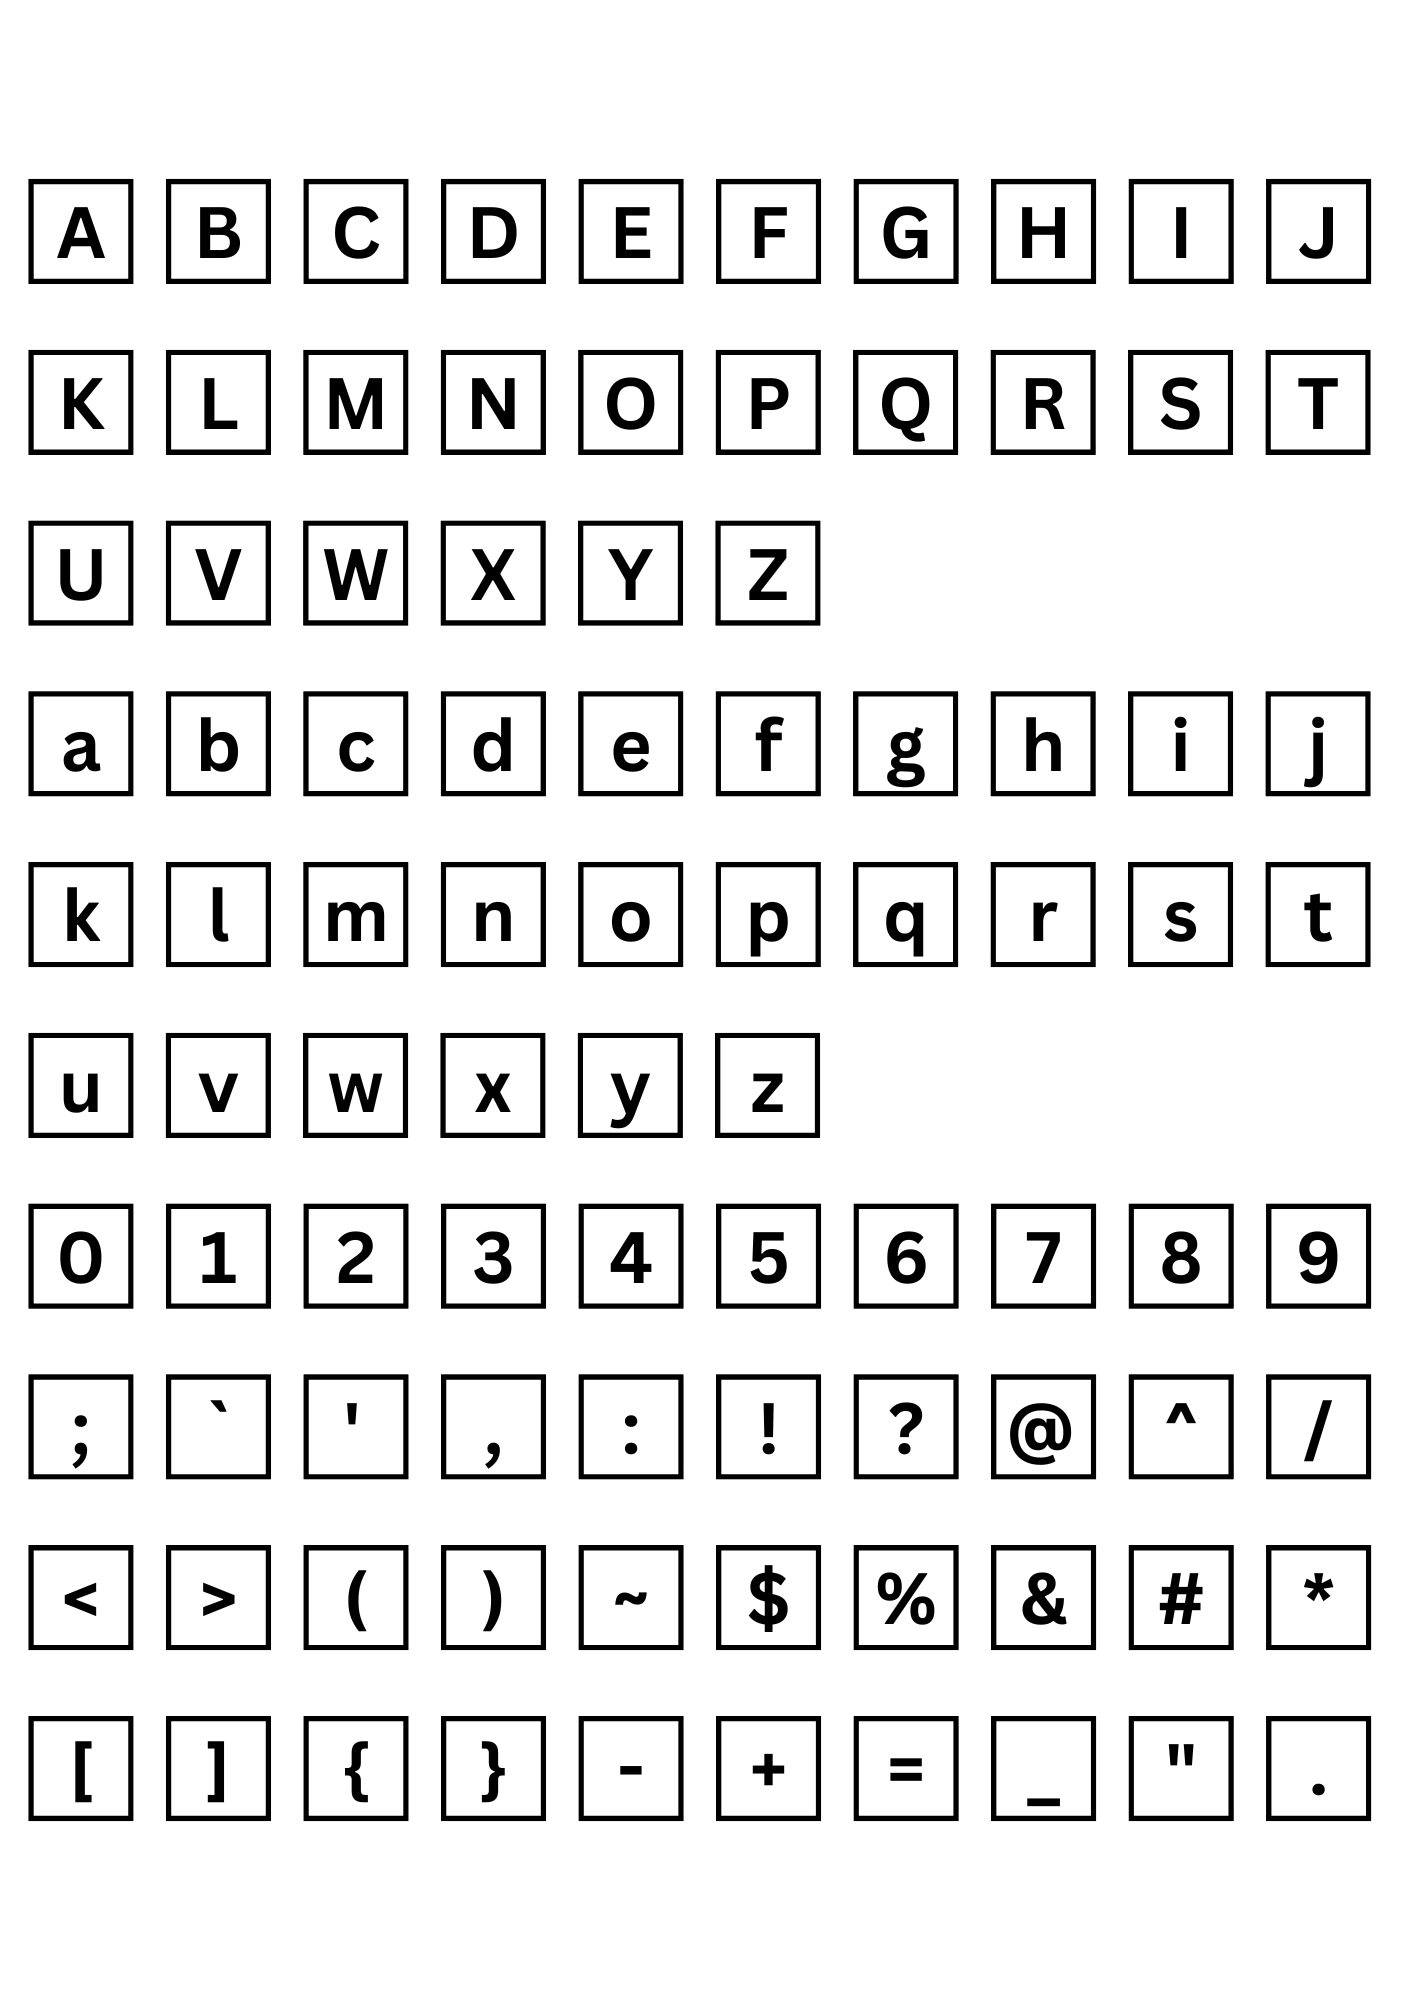 A B C D E F G H I J
K L M N O P Q R S T
U V W X Y Z
a b c d e f g h i j
k l m n o p q r s t
u v w x y z
0 1 2 3 4 5 6 7 8 9
; ` ' , : ! ? @ ^ /
< > ( ) ~ $ % & # *
[ ] { } - + = _ " .